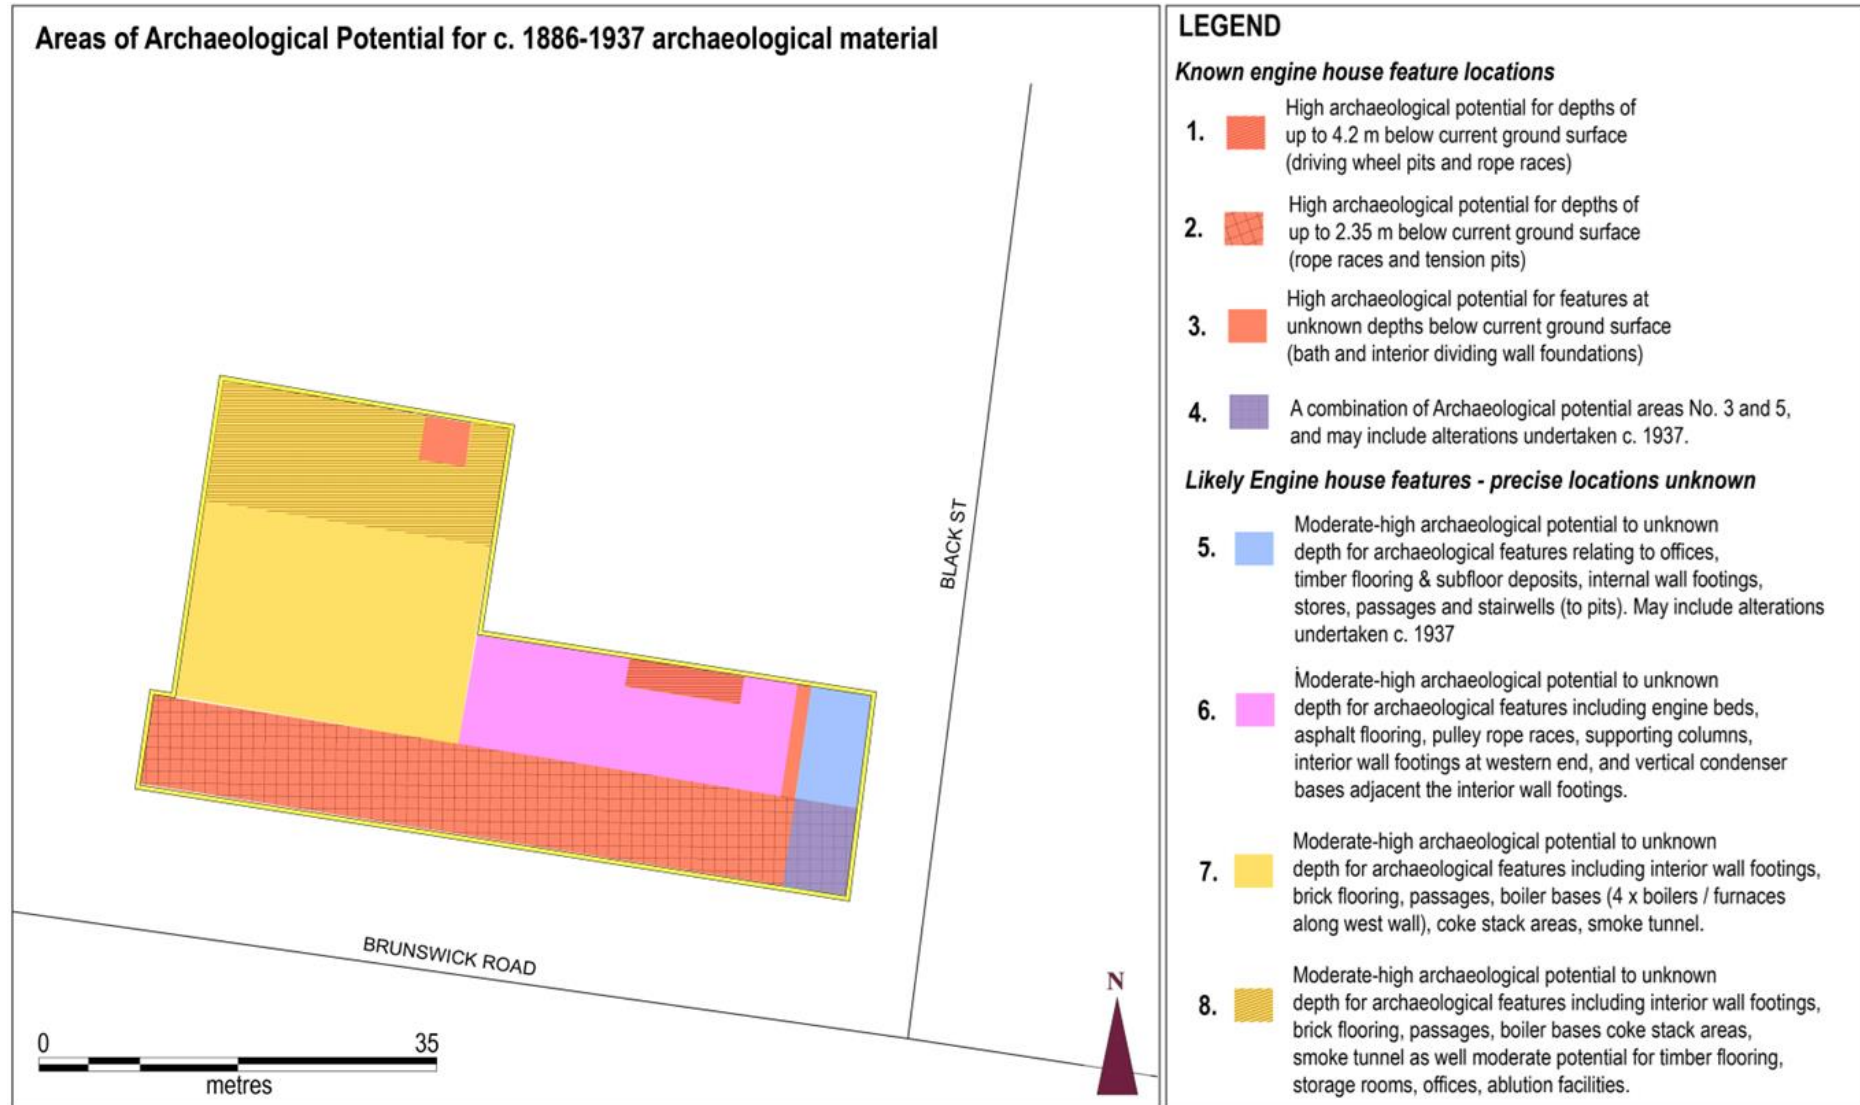 Areas of Archaeological Potential for c. 1886-1937 archaeological material
BLACK ST
BRUNSWICK ROAD
0 35
metres
N
LEGEND
Known engine house feature locations
1. High archaeological potential for depths of
up to 4.2 m below current ground surface
(driving wheel pits and rope races)
2. High archaeological potential for depths of
up to 2.35 m below current ground surface
(rope races and tension pits)
3. High archaeological potential for features at
unknown depths below current ground surface
(bath and interior dividing wall foundations)
4. A combination of Archaeological potential areas No. 3 and 5,
and may include alterations undertaken c. 1937.
Likely Engine house features - precise locations unknown
5. Moderate-high archaeological potential to unknown
depth for archaeological features relating to offices,
timber flooring & subfloor deposits, internal wall footings,
stores, passages and stairwells (to pits). May include alterations
undertaken c. 1937
6. Moderate-high archaeological potential to unknown
depth for archaeological features including engine beds,
asphalt flooring, pulley rope races, supporting columns,
interior wall footings at western end, and vertical condenser
bases adjacent the interior wall footings.
7. Moderate-high archaeological potential to unknown
depth for archaeological features including interior wall footings,
brick flooring, passages, boiler bases (4 x boilers / furnaces
along west wall), coke stack areas, smoke tunnel.
8. Moderate-high archaeological potential to unknown
depth for archaeological features including interior wall footings,
brick flooring, passages, boiler bases coke stack areas,
smoke tunnel as well moderate potential for timber flooring,
storage rooms, offices, ablution facilities.